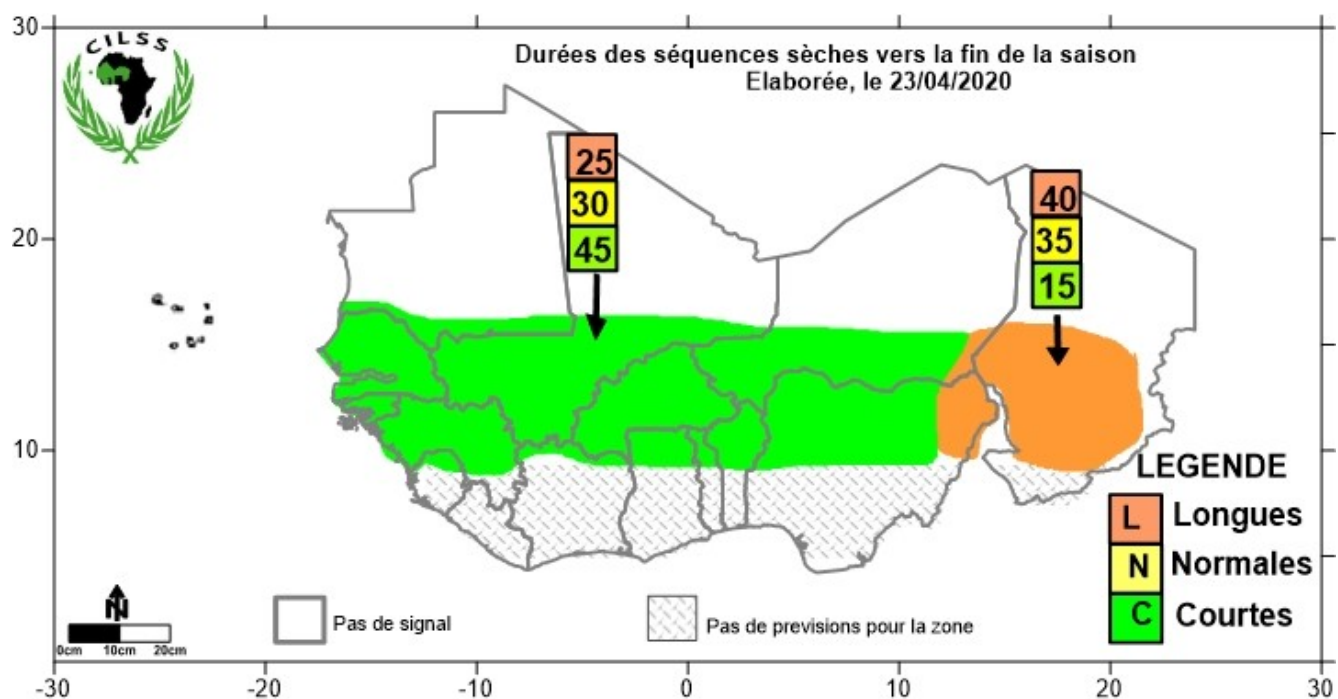 CILSS
Durées des séquences sèches vers la fin de la saison
Elaborée, le 23/04/2020
30
20
10
25
30
45
40
35
15
LEGENDE
L Longues
N Normales
C Courtes
N
0cm 10cm 20cm
Pas de signal
Pas de previsions pour la zone
-30 -20 -10 0 10 20 30